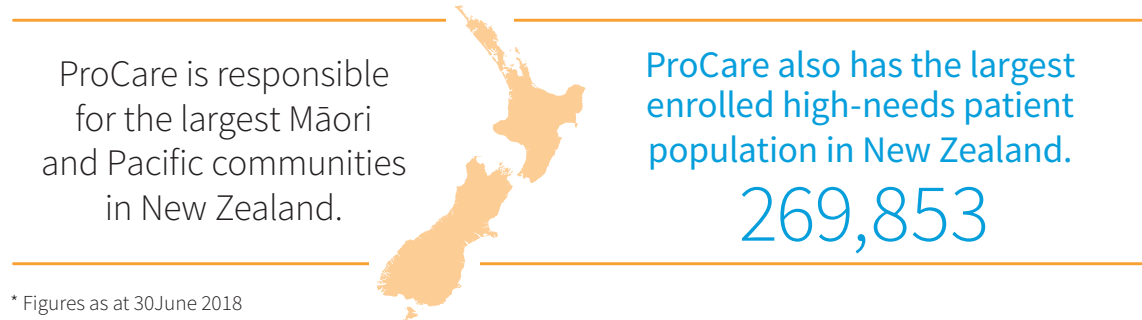 ProCare is responsible
for the largest Māori
and Pacific communities
in New Zealand.
ProCare also has the largest
enrolled high-needs patient
population in New Zealand.
269,853
* Figures as at 30June 2018